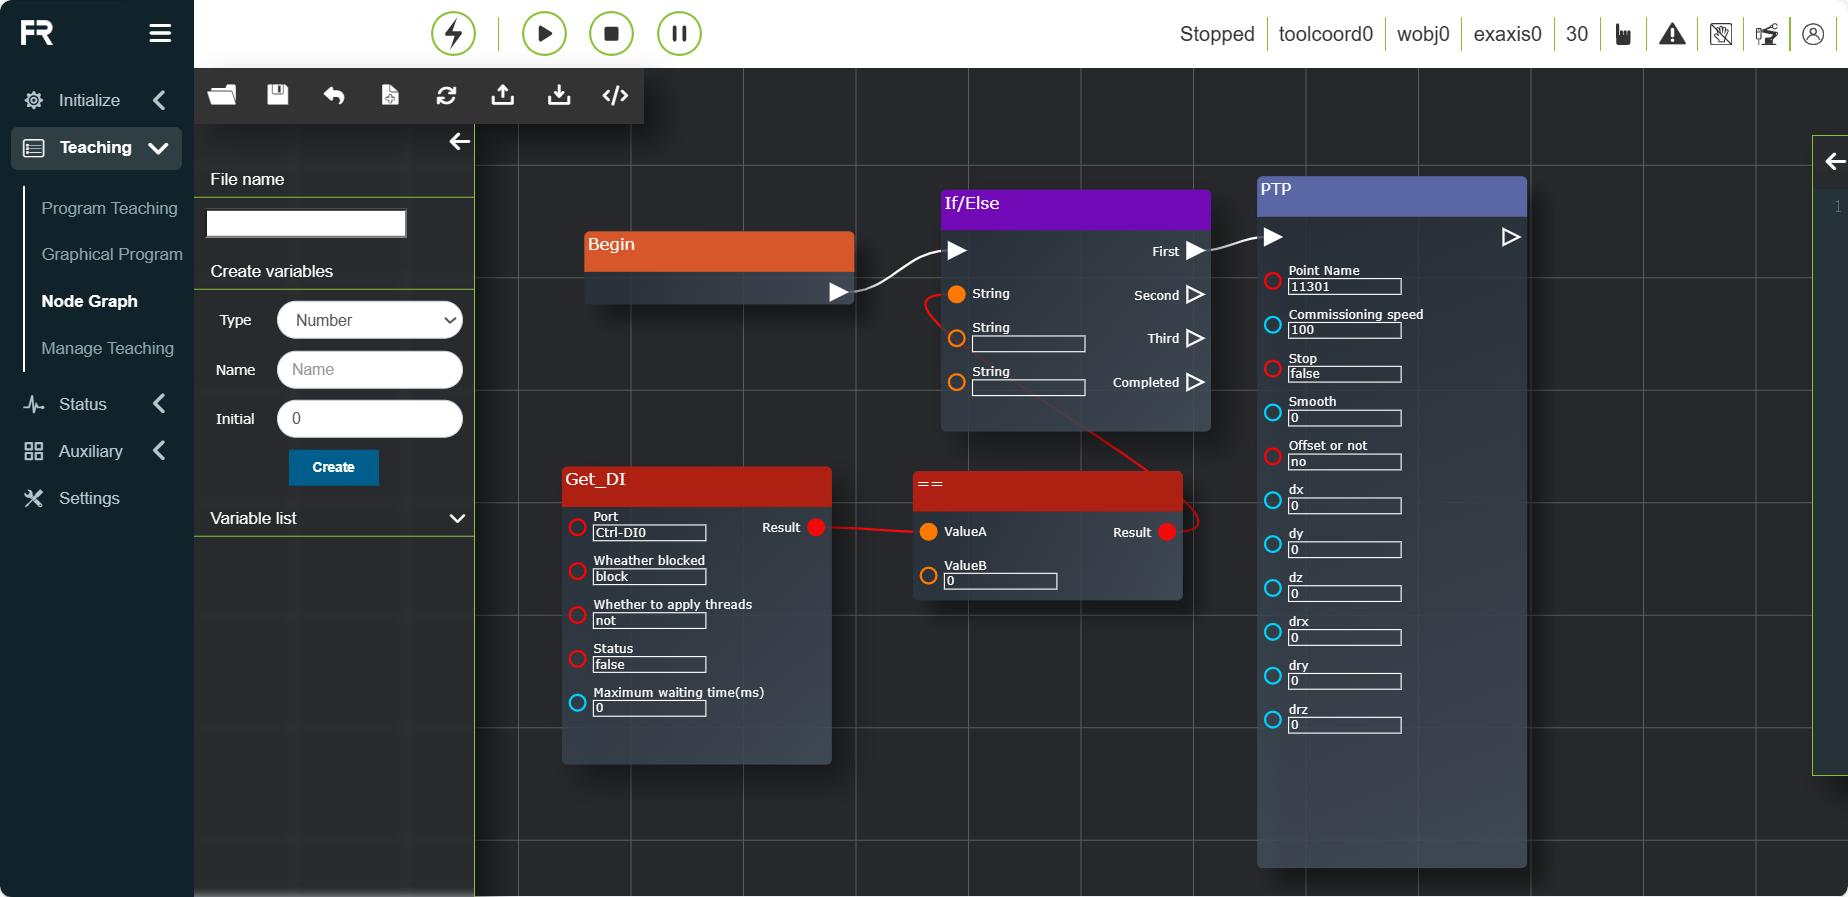 FR
Stopped
toolcoord0
wobj0
exaxis0
30
Initialize
Teaching
Program Teaching
Graphical Program
Node Graph
Manage Teaching
Status
Auxiliary
Settings
File name
Create variables
Type
Number
Name
Name
Initial
0
Create
Variable list
Begin
If/Else
First
String
Second
String
Third
String
Completed
PTP
Point Name
11301
Commissioning speed
100
Stop
false
Smooth
0
Offset or not
no
dx
0
dy
0
dz
0
drx
0
dry
0
drz
0
Get_DI
Port
Result
Ctrl-DI0
Wheather blocked
block
Whether to apply threads
not
Status
false
Maximum waiting time(ms)
0
==
ValueA
Result
ValueB
0
1